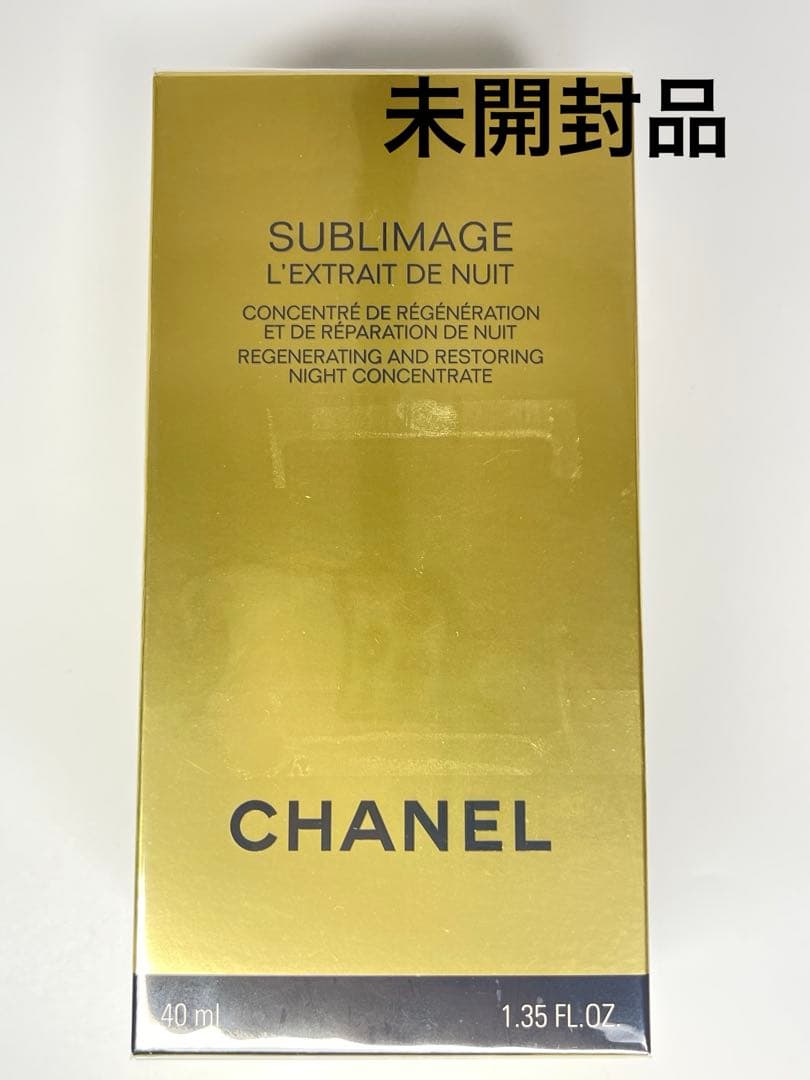 未開封品
SUBLIMAGE
L'EXTRAIT DE NUIT
CONCENTRÉ DE RÉGÉNÉRATION
ET DE RÉPARATION DE NUIT
REGENERATING AND RESTORING
NIGHT CONCENTRATE
CHANEL
40 ml
1.35 FL.OZ.